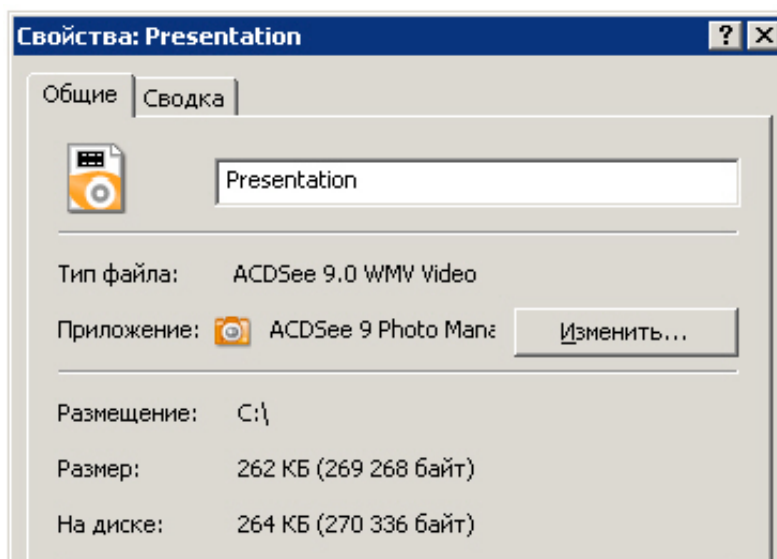 Свойства: Presentation
Общие Сводка
Presentation
Тип файла: ACDSee 9.0 WMV Video
Приложение: ACDSee 9 Photo Mana Изменить...
Размещение: C:\
Размер: 262 КБ (269 268 байт)
На диске: 264 КБ (270 336 байт)